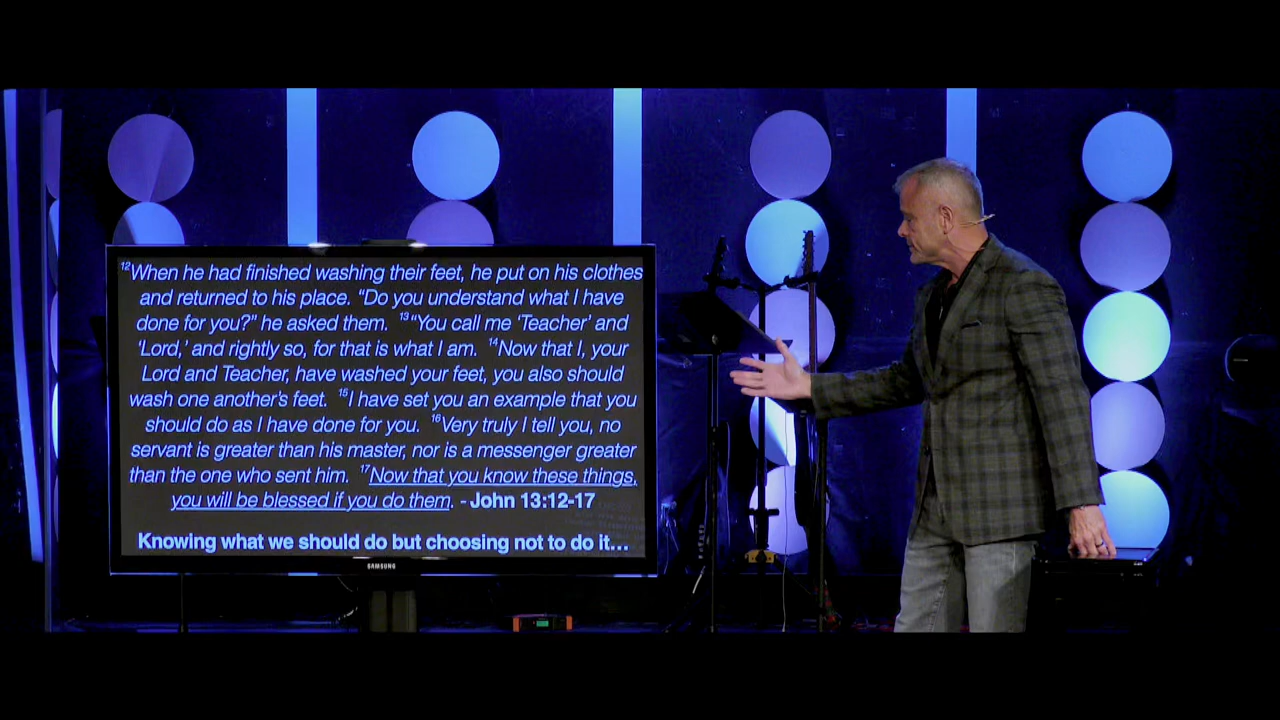 ¹²When he had finished washing their feet, he put on his clothes
and returned to his place. “Do you understand what I have
done for you?” he asked them. ¹³“You call me ‘Teacher’ and
‘Lord,’ and rightly so, for that is what I am. ¹⁴Now that I, your
Lord and Teacher, have washed your feet, you also should
wash one another’s feet. ¹⁵I have set you an example that you
should do as I have done for you. ¹⁶Very truly I tell you, no
servant is greater than his master, nor is a messenger greater
than the one who sent him. ¹⁷Now that you know these things,
you will be blessed if you do them. - John 13:12-17
Knowing what we should do but choosing not to do it...
SAMSUNG